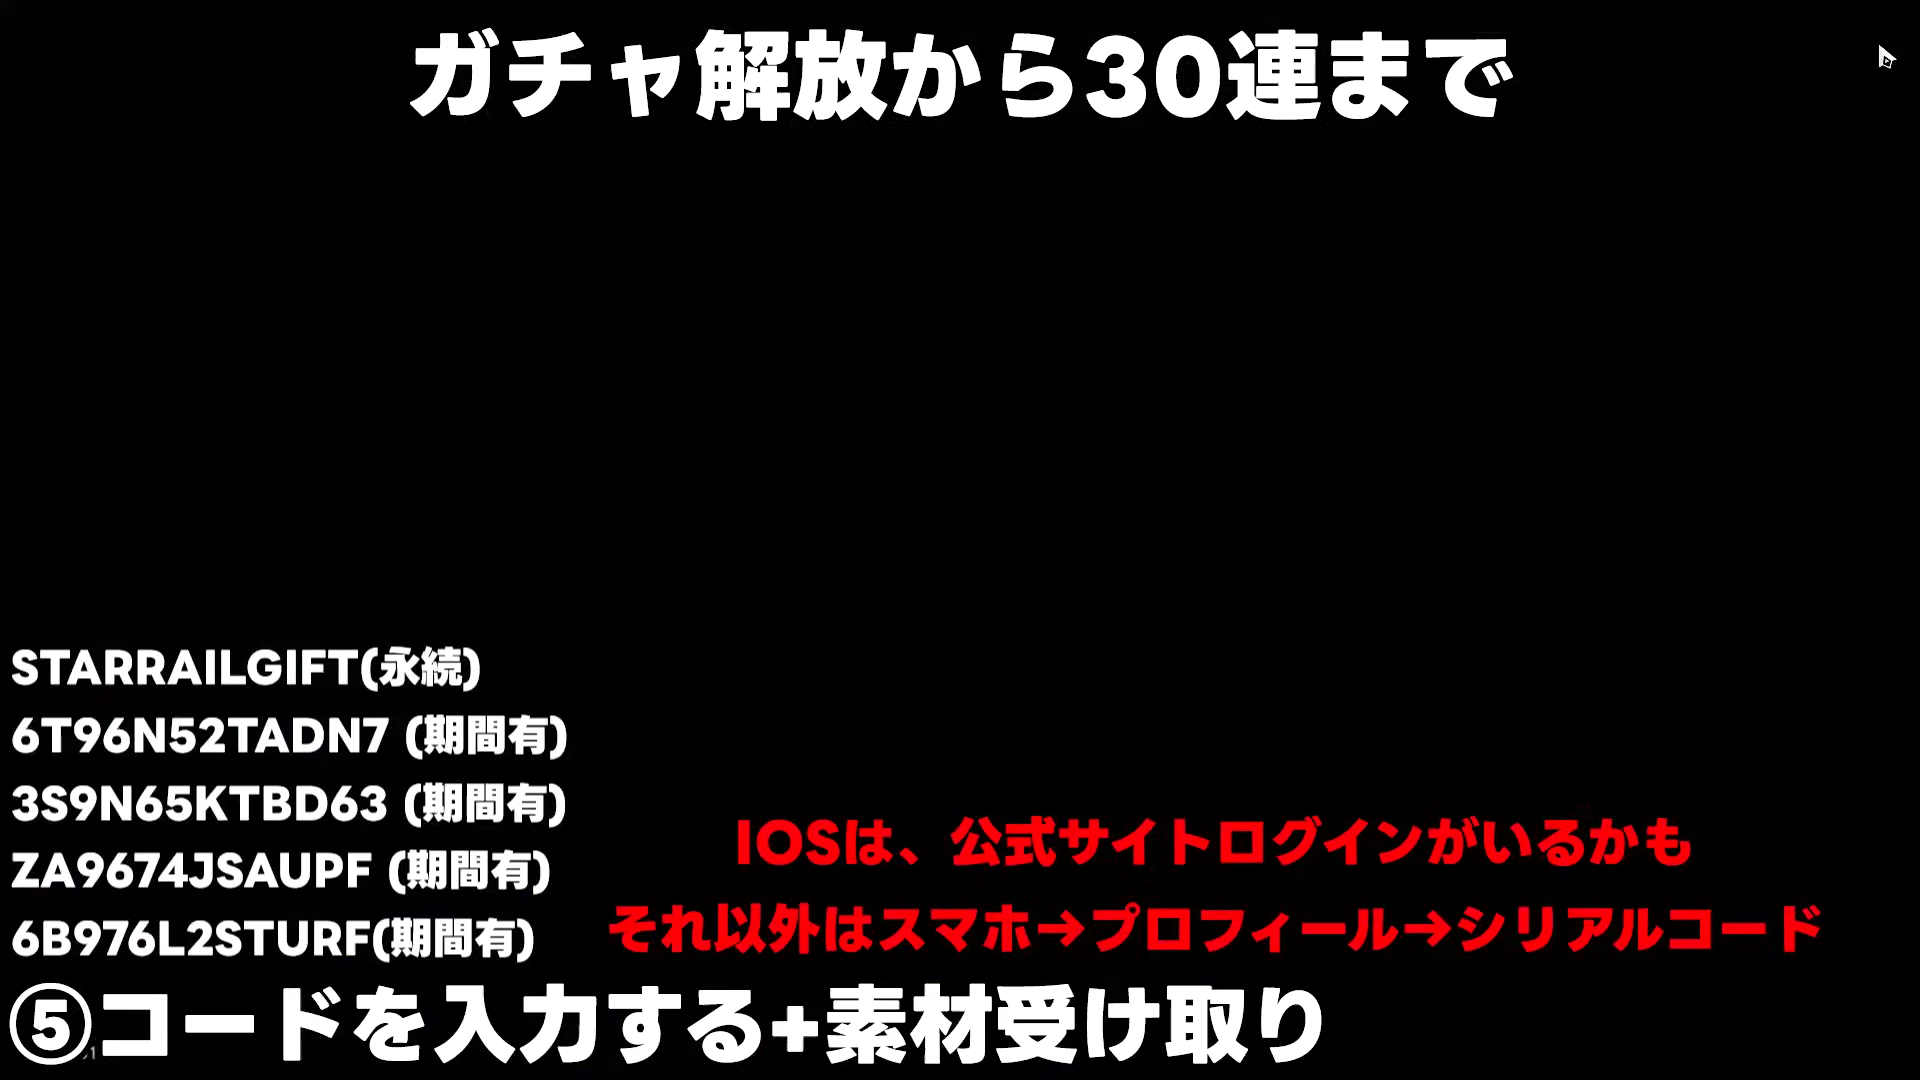 ガチャ解放から30連まで
STARRAILGIFT(永続)
6T96N52TADN7 (期間有)
3S9N65KTBD63 (期間有)
ZA9674JSAUPF (期間有)
6B976L2STURF(期間有)
IOSは、公式サイトログインがいるかも
それ以外はスマホ→プロフィール→シリアルコード
⑤コードを入力する+素材受け取り